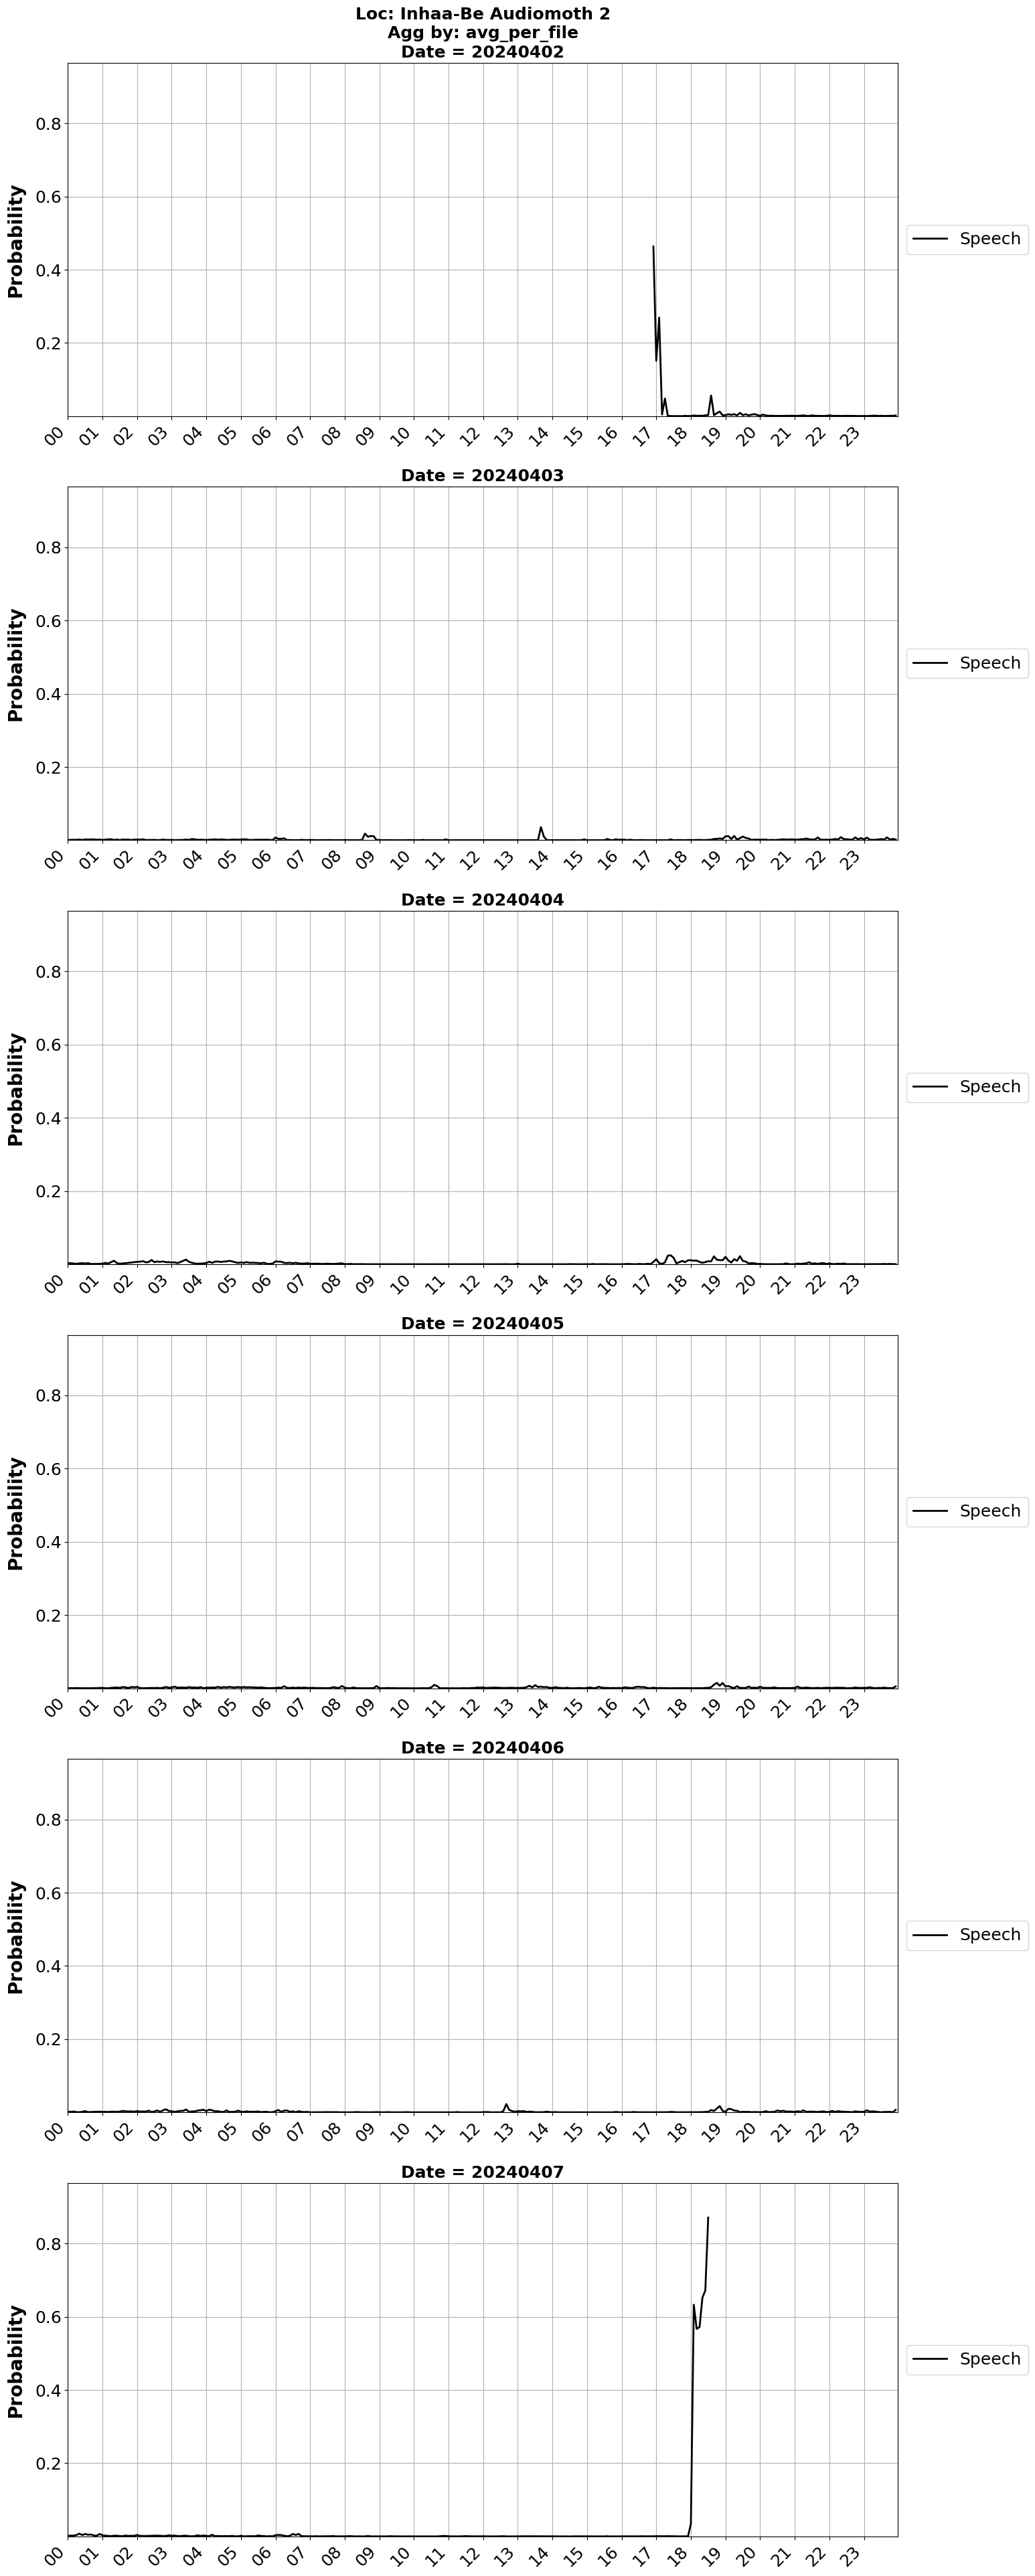 Loc: Inhaa-Be Audiomoth 2
Agg by: avg_per_file
Date = 20240402
Probability
0.8
0.6
0.4
0.2
00 01 02 03 04 05 06 07 08 09 10 11 12 13 14 15 16 17 18 19 20 21 22 23
Speech
Date = 20240403
Probability
0.8
0.6
0.4
0.2
00 01 02 03 04 05 06 07 08 09 10 11 12 13 14 15 16 17 18 19 20 21 22 23
Speech
Date = 20240404
Probability
0.8
0.6
0.4
0.2
00 01 02 03 04 05 06 07 08 09 10 11 12 13 14 15 16 17 18 19 20 21 22 23
Speech
Date = 20240405
Probability
0.8
0.6
0.4
0.2
00 01 02 03 04 05 06 07 08 09 10 11 12 13 14 15 16 17 18 19 20 21 22 23
Speech
Date = 20240406
Probability
0.8
0.6
0.4
0.2
00 01 02 03 04 05 06 07 08 09 10 11 12 13 14 15 16 17 18 19 20 21 22 23
Speech
Date = 20240407
Probability
0.8
0.6
0.4
0.2
00 01 02 03 04 05 06 07 08 09 10 11 12 13 14 15 16 17 18 19 20 21 22 23
Speech